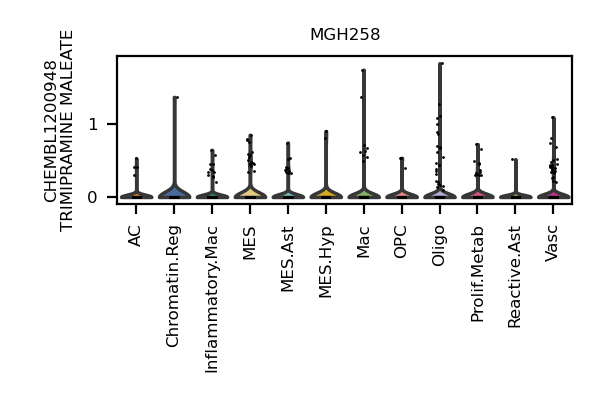 MGH258
CHEMBL1200948
TRIMIPRAMINE MALEATE
1
0
AC
Chromatin.Reg
Inflammatory.Mac
MES
MES.Ast
MES.Hyp
Mac
OPC
Oligo
Prolif.Metab
Reactive.Ast
Vasc